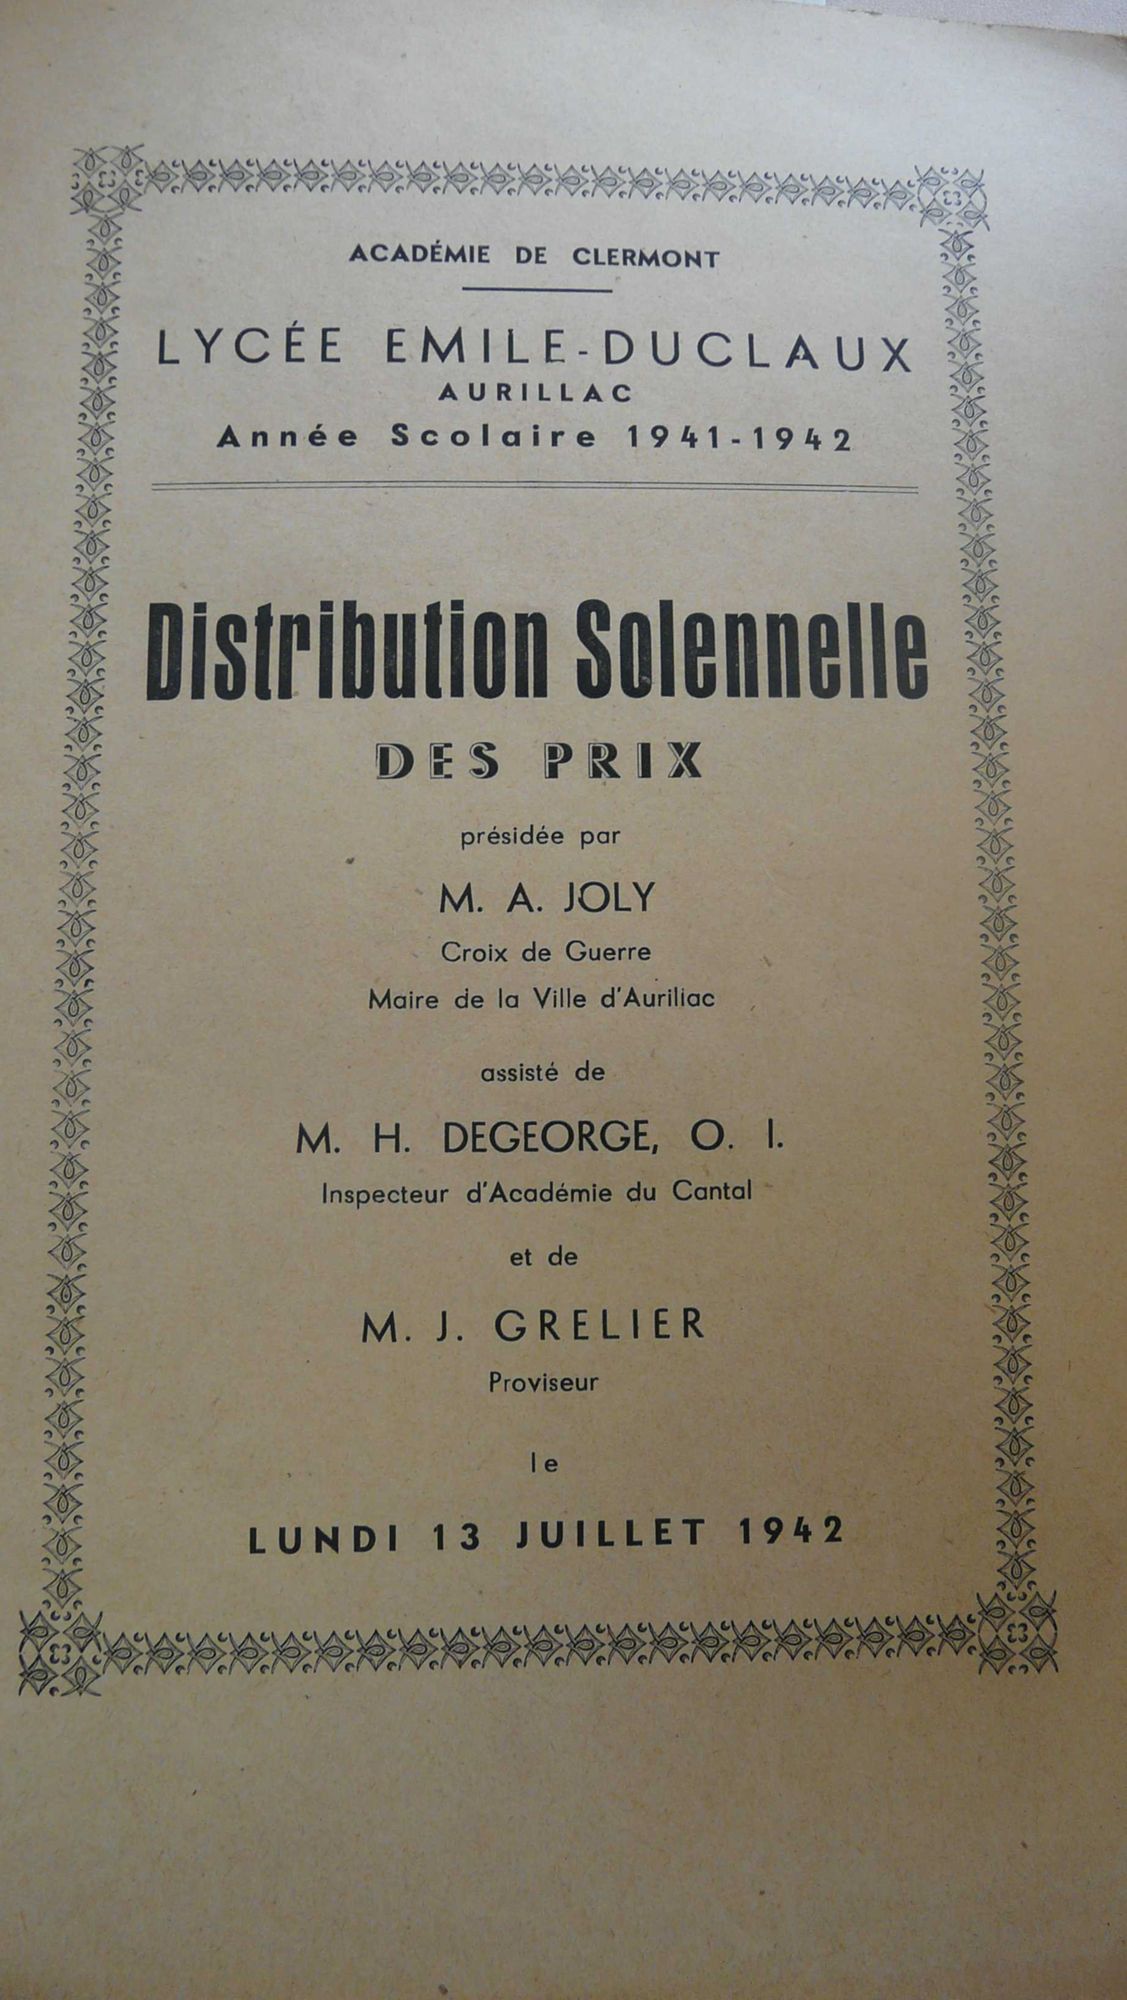 ACADÉMIE DE CLERMONT
LYCÉE EMILE-DUCLAUX
AURILLAC
Année Scolaire 1941-1942
Distribution Solennelle
DES PRIX
présidée par
M. A. JOLY
Croix de Guerre
Maire de la Ville d'Auriliac
assisté de
M. H. DEGEORGE, O. I.
Inspecteur d'Académie du Cantal
et de
M. J. GRELIER
Proviseur
le
LUNDI 13 JUILLET 1942